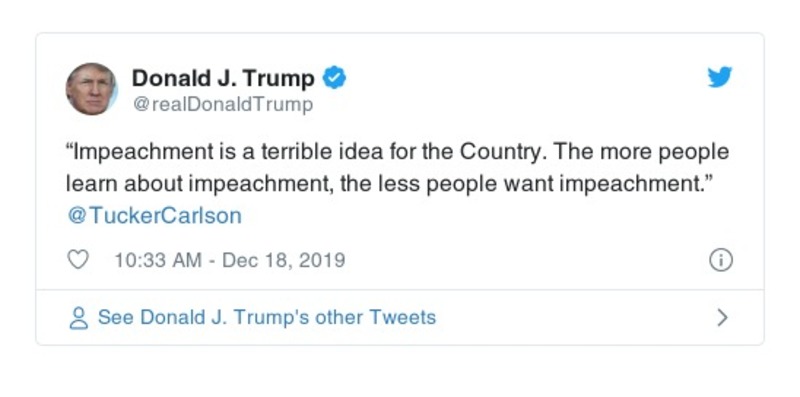 Donald J. Trump
@realDonaldTrump
“Impeachment is a terrible idea for the Country. The more people
learn about impeachment, the less people want impeachment.”
@TuckerCarlson
10:33 AM - Dec 18, 2019
See Donald J. Trump's other Tweets